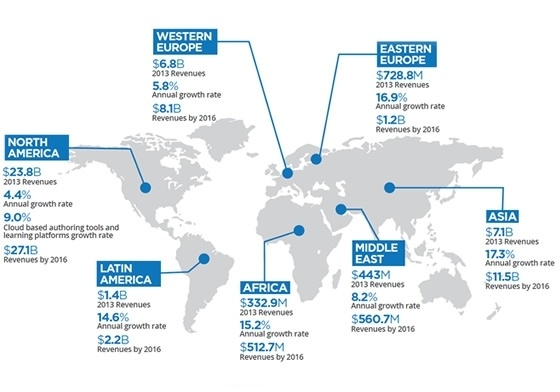 WESTERN
EUROPE
$6.8B
2013 Revenues
5.8%
Annual growth rate
$8.1B
Revenues by 2016
EASTERN
EUROPE
$728.8M
2013 Revenues
16.9%
Annual growth rate
$1.2B
Revenues by 2016
NORTH
AMERICA
$23.8B
2013 Revenues
4.4%
Annual growth rate
9.0%
Cloud based authoring tools and
learning platforms growth rate
$27.1B
Revenues by 2016
LATIN
AMERICA
$1.4B
2013 Revenues
14.6%
Annual growth rate
$2.2B
Revenues by 2016
AFRICA
$332.9M
2013 Revenues
15.2%
Annual growth rate
$512.7M
Revenues by 2016
MIDDLE
EAST
$443M
2013 Revenues
8.2%
Annual growth rate
$560.7M
Revenues by 2016
ASIA
$7.1B
2013 Revenues
17.3%
Annual growth rate
$11.5B
Revenues by 2016